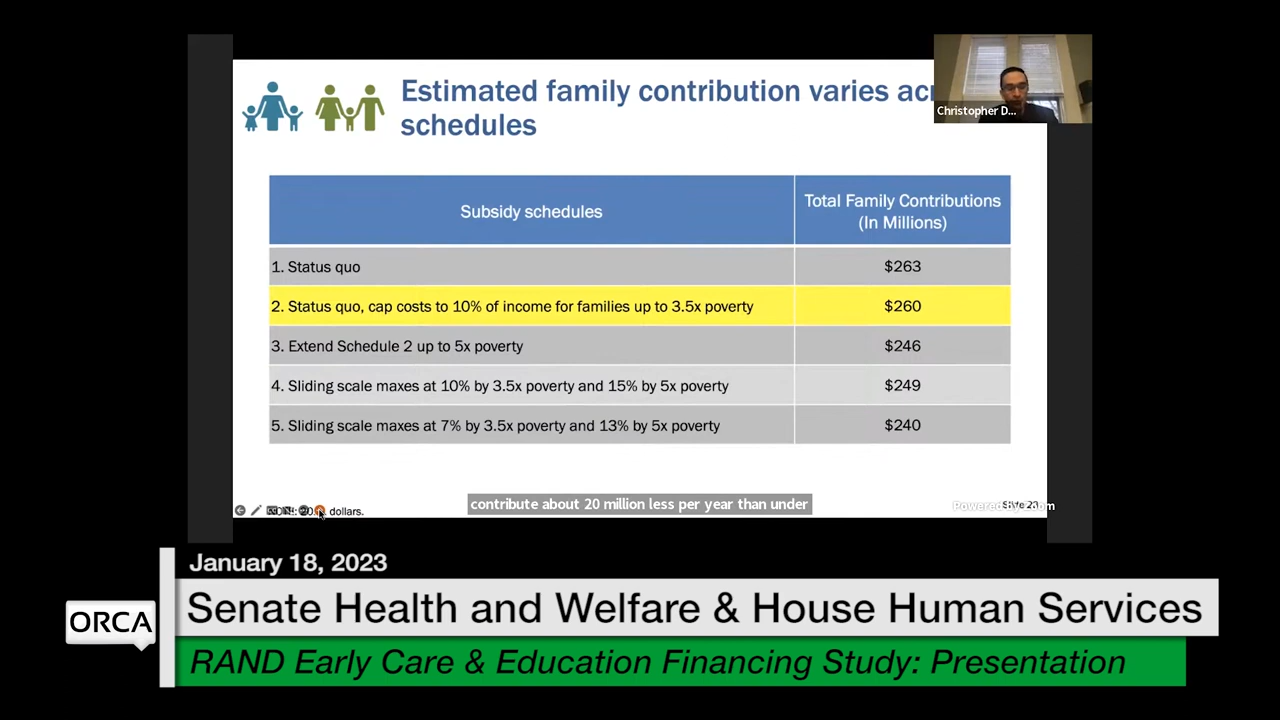 Estimated family contribution varies
schedules
Christopher D...
Subsidy schedules
Total Family Contributions
(In Millions)
1. Status quo
$263
2. Status quo, cap costs to 10% of income for families up to 3.5x poverty
$260
3. Extend Schedule 2 up to 5x poverty
$246
4. Sliding scale maxes at 10% by 3.5x poverty and 15% by 5x poverty
$249
5. Sliding scale maxes at 7% by 3.5x poverty and 13% by 5x poverty
$240
contribute about 20 million less per year than under
dollars.
Powered by Zoom
January 18, 2023
ORCA
Senate Health and Welfare & House Human Services
RAND Early Care & Education Financing Study: Presentation